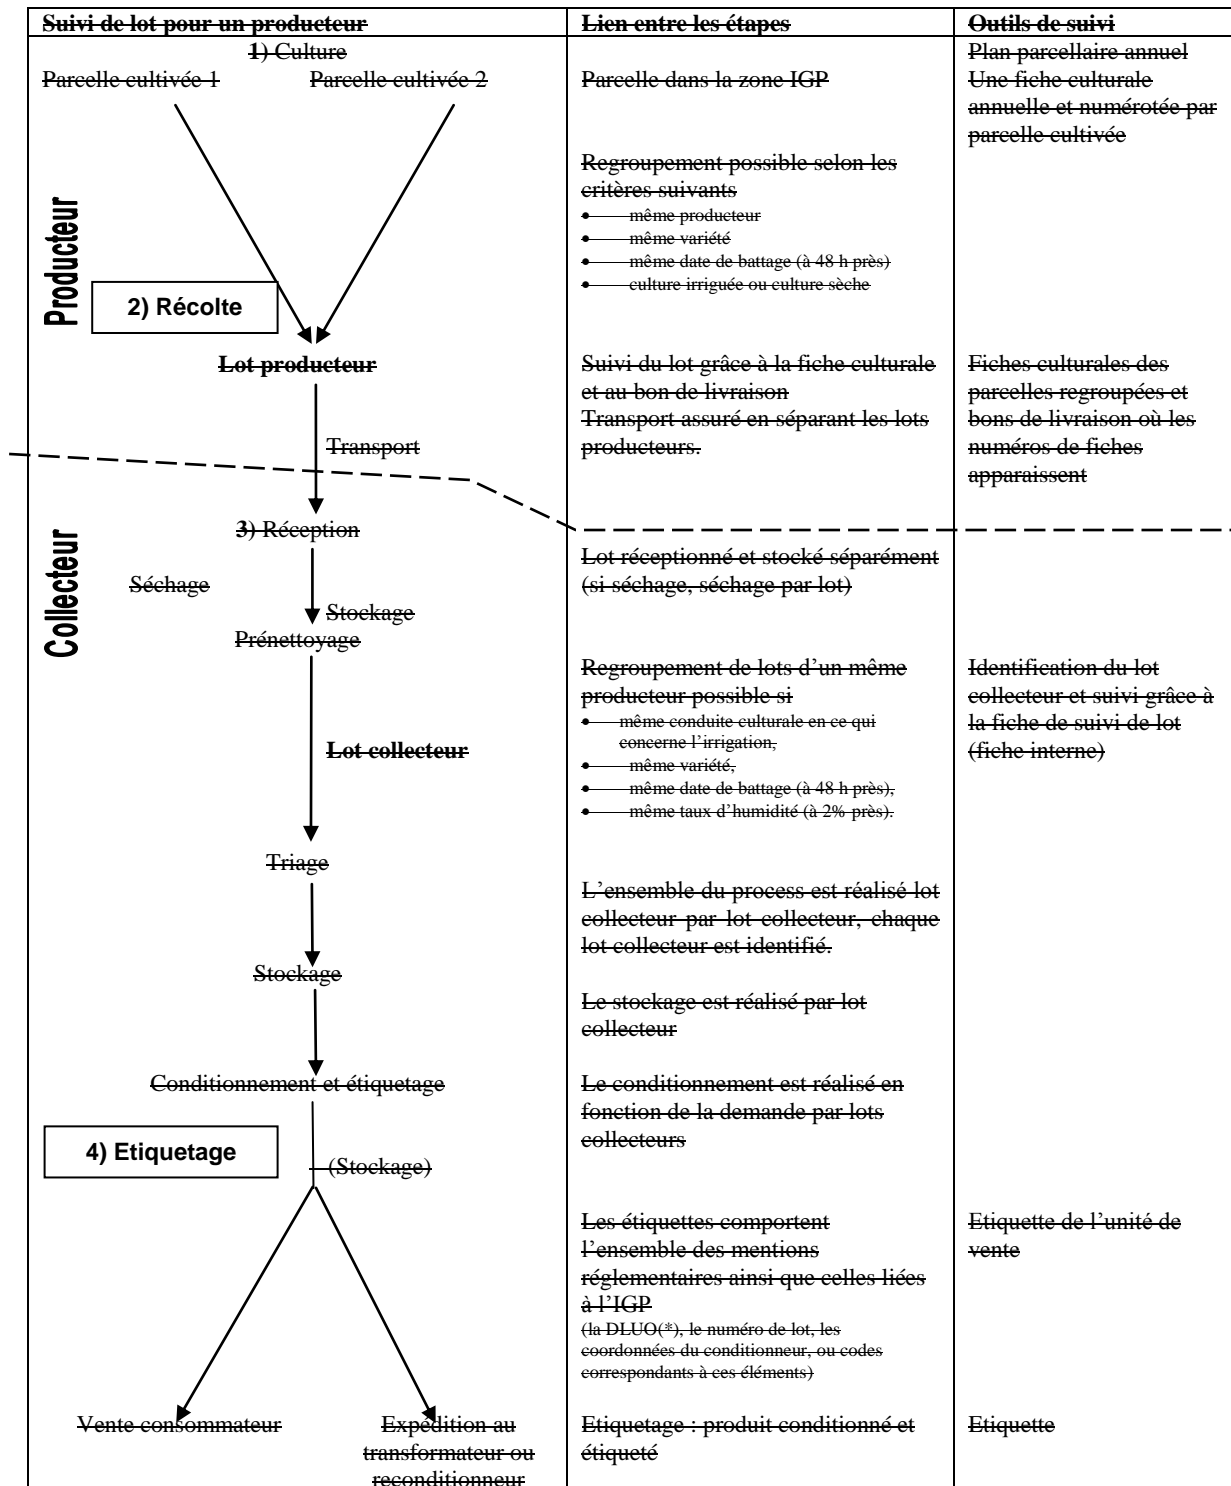 Suivi de lot pour un producteur
Lien entre les étapes
Outils de suivi
1) Culture
Parcelle cultivée 1
Parcelle cultivée 2
Parcelle dans la zone IGP
Plan parcellaire annuel
Une fiche culturale
annuelle et numérotée par
parcelle cultivée
Regroupement possible selon les
critères suivants
• même producteur
• même variété
• même date de battage (à 48 h près)
• culture irriguée ou culture sèche
Producteur
2) Récolte
Lot producteur
Transport
Suivi du lot grâce à la fiche culturale
et au bon de livraison
Transport assuré en séparant les lots
producteurs.
Fiches culturales des
parcelles regroupées et
bons de livraison où les
numéros de fiches
apparaissent
Collecteur
3) Réception
Séchage
Stockage
Prénettoyage
Lot réceptionné et stocké séparément
(si séchage, séchage par lot)
Lot collecteur
Regroupement de lots d’un même
producteur possible si
• même conduite culturale en ce qui
concerne l’irrigation,
• même variété,
• même date de battage (à 48 h près),
• même taux d’humidité (à 2% près).
Identification du lot
collecteur et suivi grâce à
la fiche de suivi de lot
(fiche interne)
Triage
L’ensemble du process est réalisé lot
collecteur par lot collecteur, chaque
lot collecteur est identifié.
Stockage
Le stockage est réalisé par lot
collecteur
Conditionnement et étiquetage
Le conditionnement est réalisé en
fonction de la demande par lots
collecteurs
4) Etiquetage
(Stockage)
Les étiquettes comportent
l’ensemble des mentions
réglementaires ainsi que celles liées
à l’IGP
(la DLUO(*), le numéro de lot, les
coordonnées du conditionneur, ou codes
correspondants à ces éléments)
Etiquette de l’unité de
vente
Vente consommateur
Expédition au
transformateur ou
reconditionneur
Etiquetage : produit conditionné et
étiqueté
Etiquette